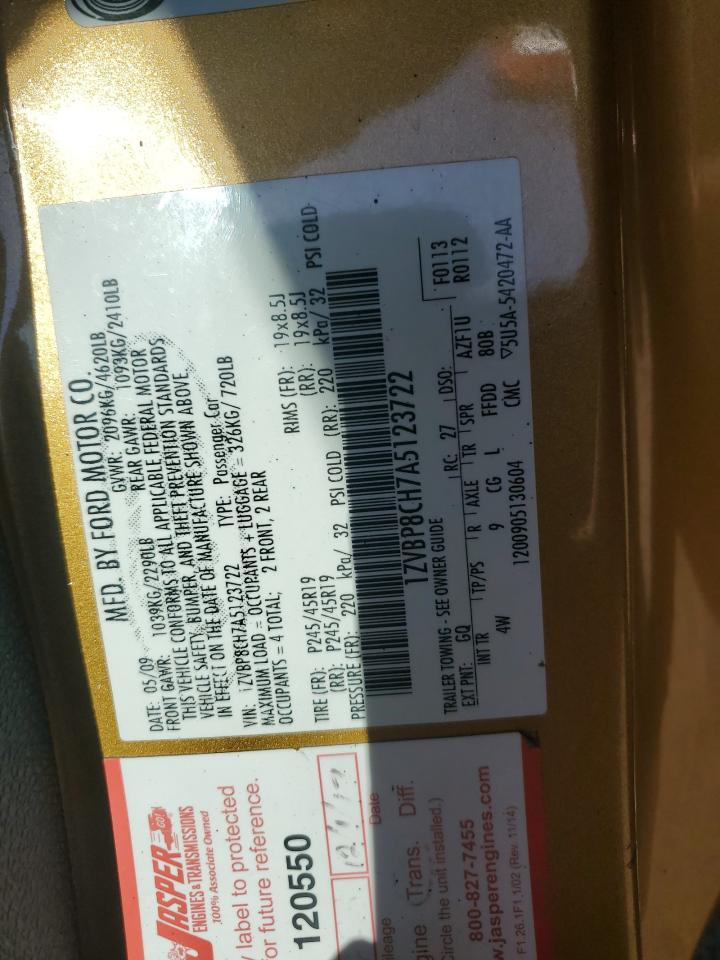 MFD. BY FORD MOTOR CO.
DATE: 05/09 GVWR: 2096KG/4620LB
FRONT GAWR: 1039KG/2290LB REAR GAWR: 1093KG/2410LB
THIS VEHICLE CONFORMS TO ALL APPLICABLE FEDERAL MOTOR
VEHICLE SAFETY, BUMPER, AND THEFT PREVENTION STANDARDS
IN EFFECT ON THE DATE OF MANUFACTURE SHOWN ABOVE.
VIN: 1ZVBP8CH7A5123722 TYPE: Passenger Car
MAXIMUM LOAD = OCCUPANTS + LUGGAGE = 326KG/ 720LB
OCCUPANTS = 4 TOTAL; 2 FRONT, 2 REAR
TIRE (FR): P245/45R19 RIMS (FR): 19x8.5J
(RR): P245/45R19 (RR): 19x8.5J
PRESSURE (FR): 220 kPa/ 32 PSI COLD (RR): 220 kPa/ 32 PSI COLD
1ZVBP8CH7A5123722
TRAILER TOWING - SEE OWNER GUIDE
EXT PNT: GQ RC: 27 DSO: F0113
INT TR TP/PS R AXLE TR SPR AZF1U R0112
4W 9 CG L FFDD 80B
1200905130604 CMC ▽5U5A-5420472-AA
JASPER
ENGINES & TRANSMISSIONS
100% Associate Owned
label to protected
for future reference.
120550
Date
Trans. Diff.
Circle the unit installed.)
800-827-7455
.jasperengines.com
F1.26.1F1.1/02 (Rev. 11/14)